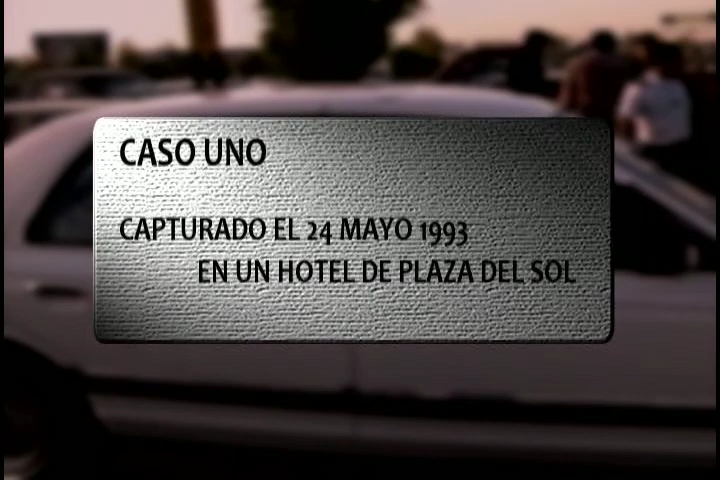 CASO UNO
CAPTURADO EL 24 MAYO 1993
EN UN HOTEL DE PLAZA DEL SOL